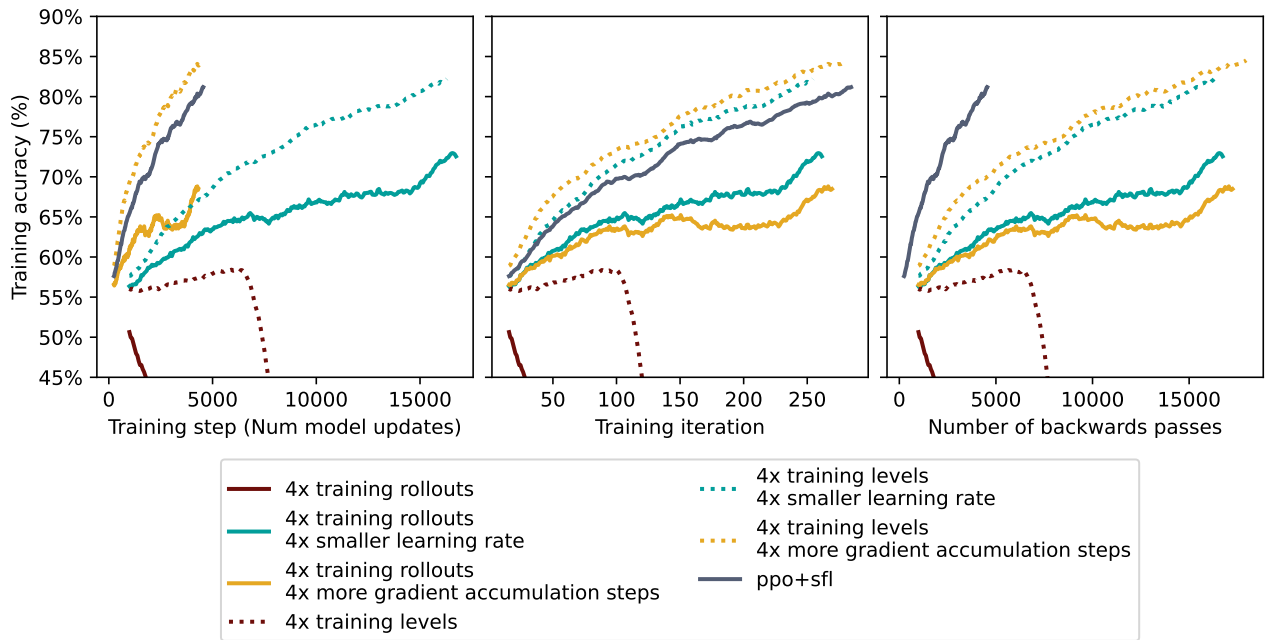 90%
85%
80%
75%
70%
65%
60%
55%
50%
45%
Training acuracy (%)
0 5000 10000 15000
Training step (Num model updates)
50 100 150 200 250
Training iteration
0 5000 10000 15000
Number of backwards passes
4x training rollouts
4x training rollouts
4x smaller learning rate
4x training rollouts
4x more gradient accumulation steps
4x training levels
4x training levels
4x smaller learning rate
4x training levels
4x more gradient accumulation steps
ppo+sfl